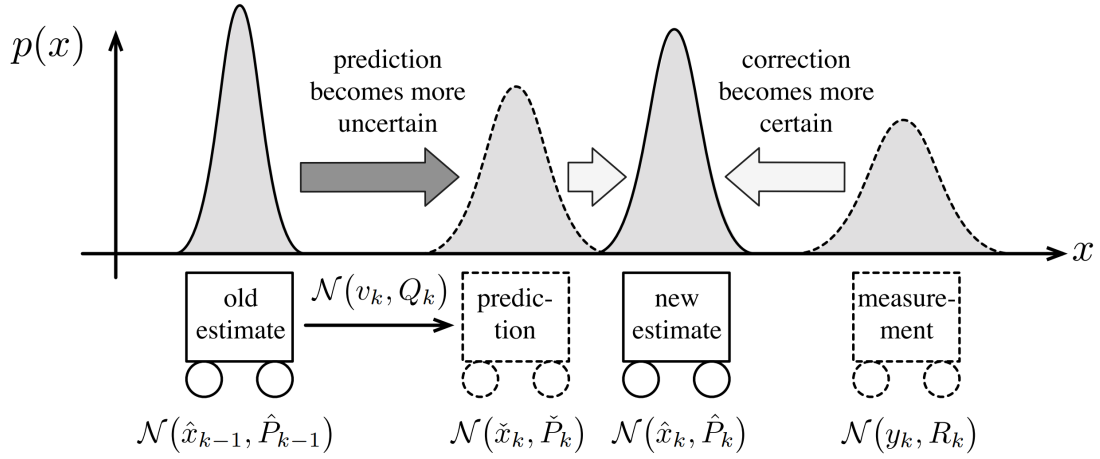 p(x)
prediction
becomes more
uncertain
correction
becomes more
certain
x
old
estimate
𝒩(v_k, Q_k)
predic-
tion
new
estimate
measure-
ment
𝒩(x̂_{k−1}, P̂_{k−1})
𝒩(x̌_k, P̌_k)
𝒩(x̂_k, P̂_k)
𝒩(y_k, R_k)